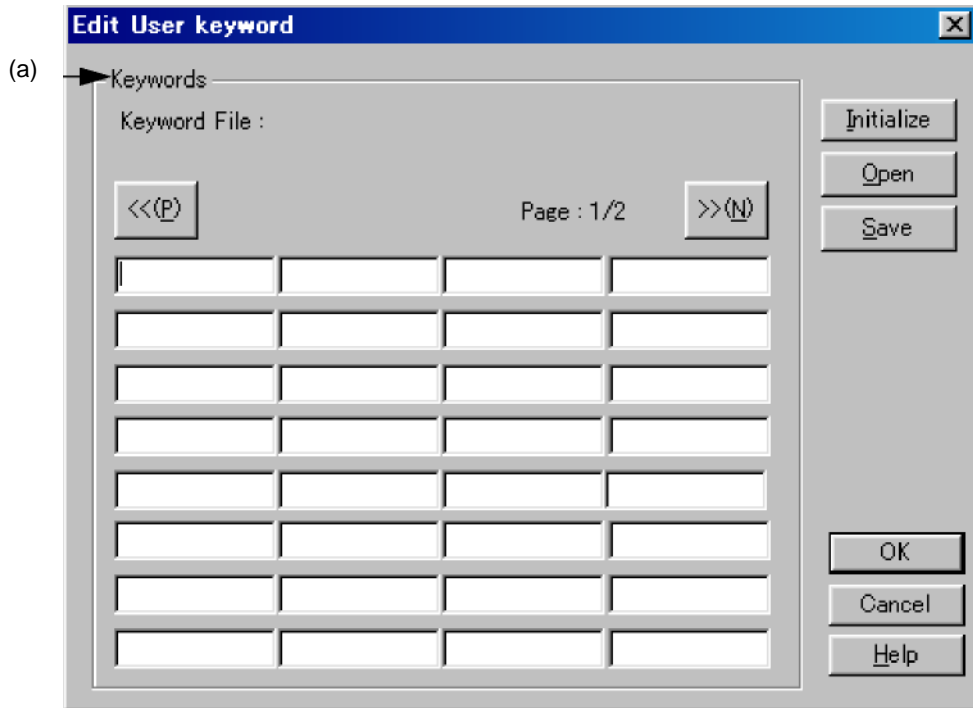 Edit User keyword
(a)
Keywords
Keyword File :
Initialize
Open
Save
<<(P)
Page : 1/2
>>(N)
OK
Cancel
Help